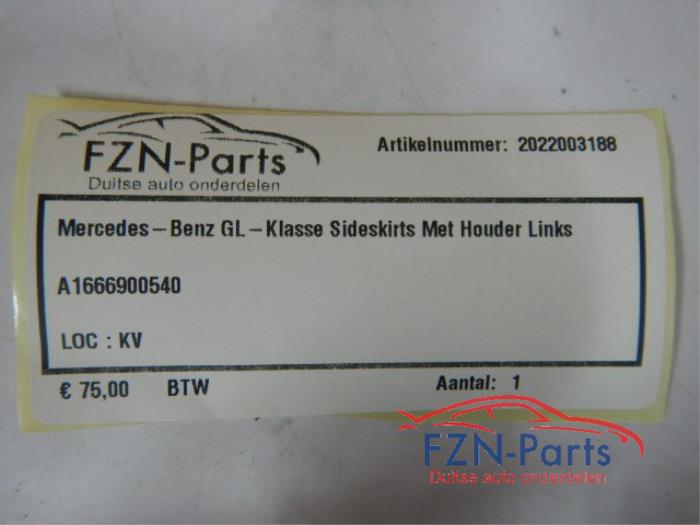 FZN-Parts
Duitse auto onderdelen
Artikelnummer: 2022003188
Mercedes-Benz GL-Klasse Sideskirts Met Houder Links
A1666900540
LOC : KV
€ 75,00 BTW
Aantal: 1
FZN-Parts
Duitse auto onderdelen